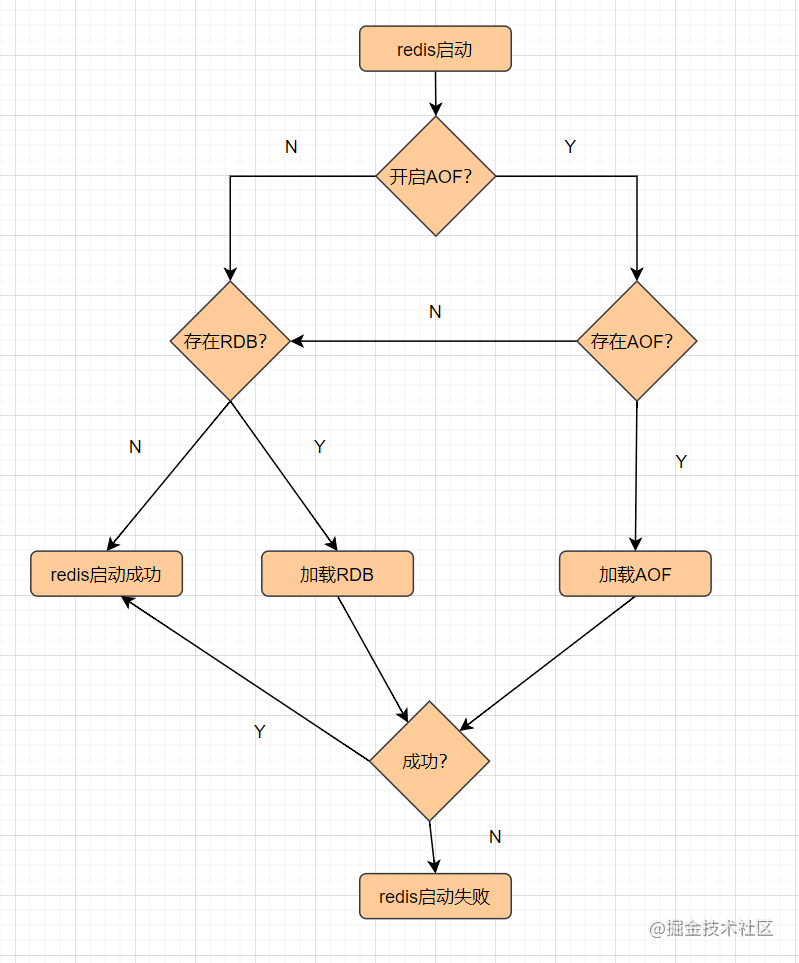 redis启动
N
Y
开启AOF?
N
存在RDB?
存在AOF?
N
Y
Y
redis启动成功
加载RDB
加载AOF
Y
成功?
N
redis启动失败
@掘金技术社区